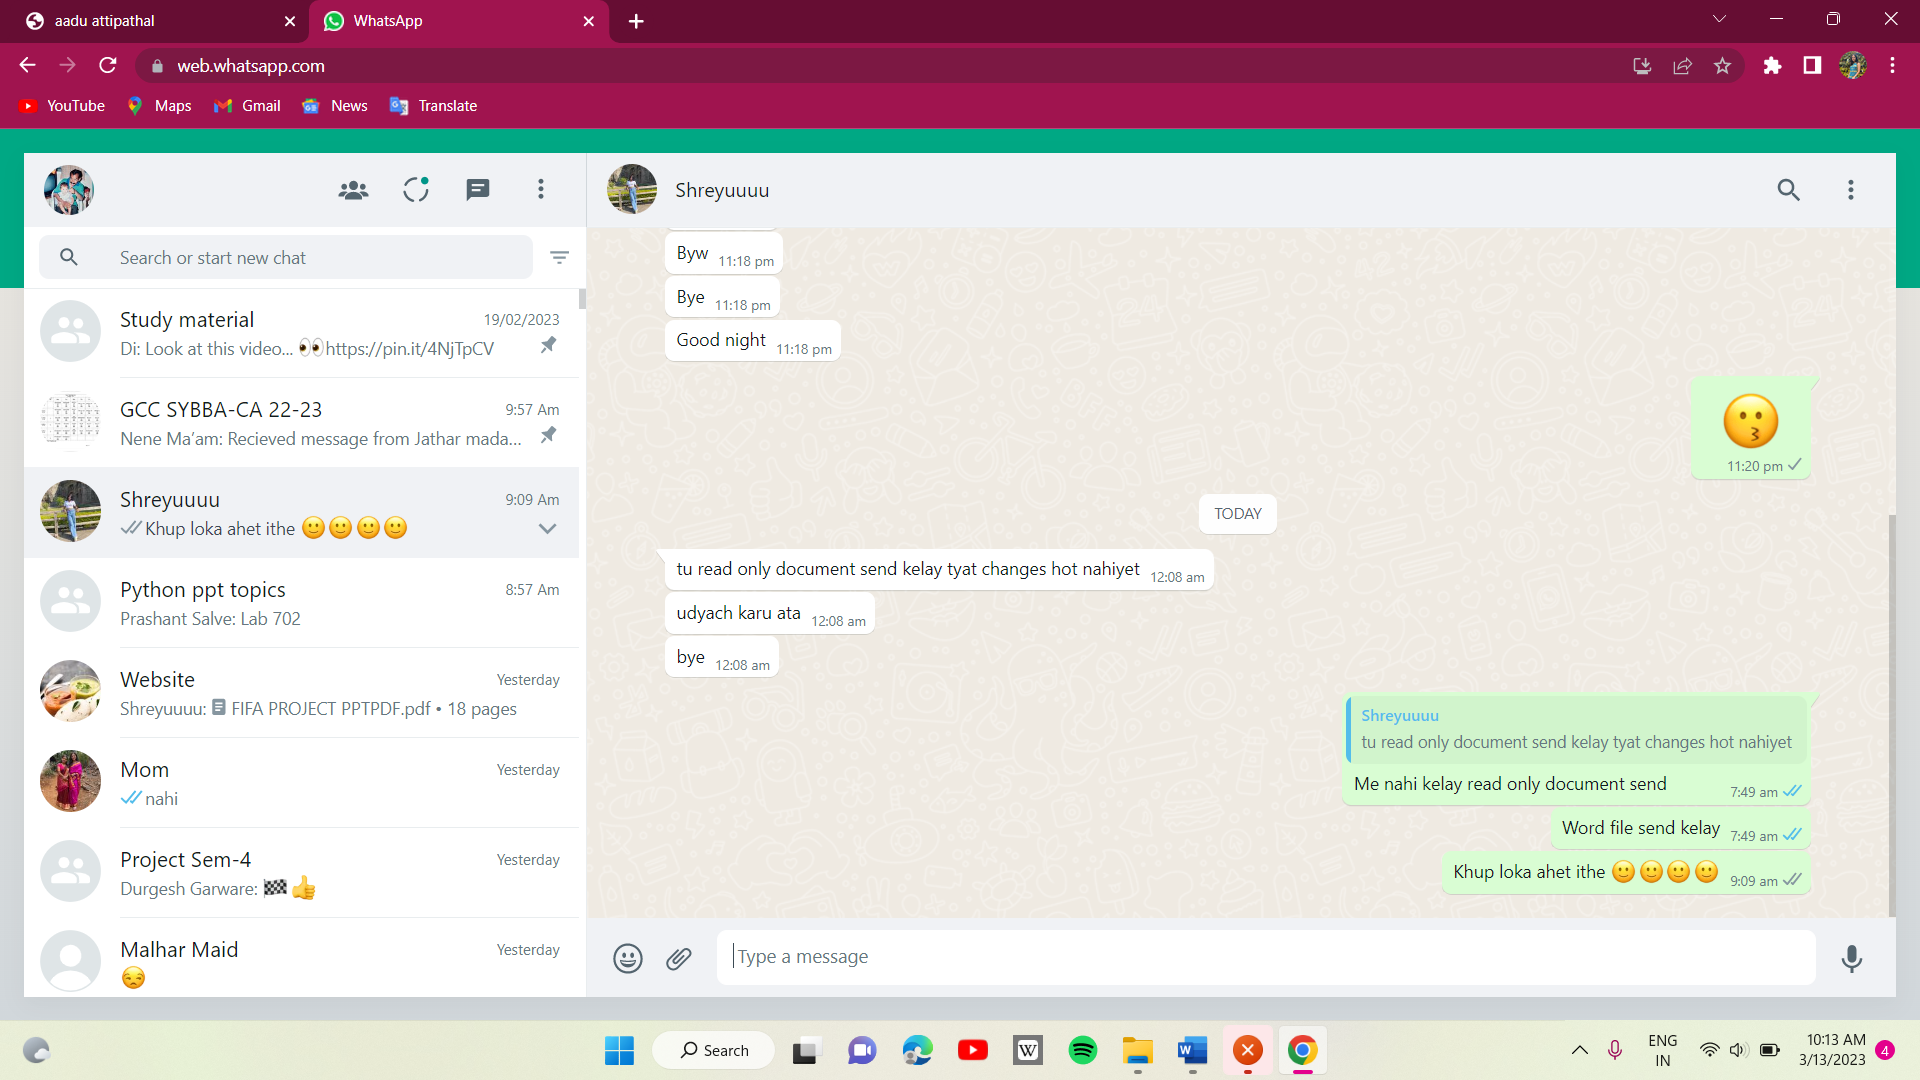 aadu attipathal
WhatsApp
web.whatsapp.com
YouTube
Maps
Gmail
News
Translate
Search or start new chat
Study material
19/02/2023
Di: Look at this video... 👀https://pin.it/4NjTpCV
GCC SYBBA-CA 22-23
9:57 Am
Nene Ma'am: Recieved message from Jathar mada...
Shreyuuuu
9:09 Am
Khup loka ahet ithe 🙂🙂🙂🙂
Python ppt topics
8:57 Am
Prashant Salve: Lab 702
Website
Yesterday
Shreyuuuu: FIFA PROJECT PPTPDF.pdf • 18 pages
Mom
Yesterday
nahi
Project Sem-4
Yesterday
Durgesh Garware: 🏁👍
Malhar Maid
Yesterday
😒
Shreyuuuu
Byw 11:18 pm
Bye 11:18 pm
Good night 11:18 pm
😗
11:20 pm
TODAY
tu read only document send kelay tyat changes hot nahiyet 12:08 am
udyach karu ata 12:08 am
bye 12:08 am
Shreyuuuu
tu read only document send kelay tyat changes hot nahiyet
Me nahi kelay read only document send 7:49 am
Word file send kelay 7:49 am
Khup loka ahet ithe 🙂🙂🙂🙂 9:09 am
Type a message
Search
ENG
IN
10:13 AM
3/13/2023
4